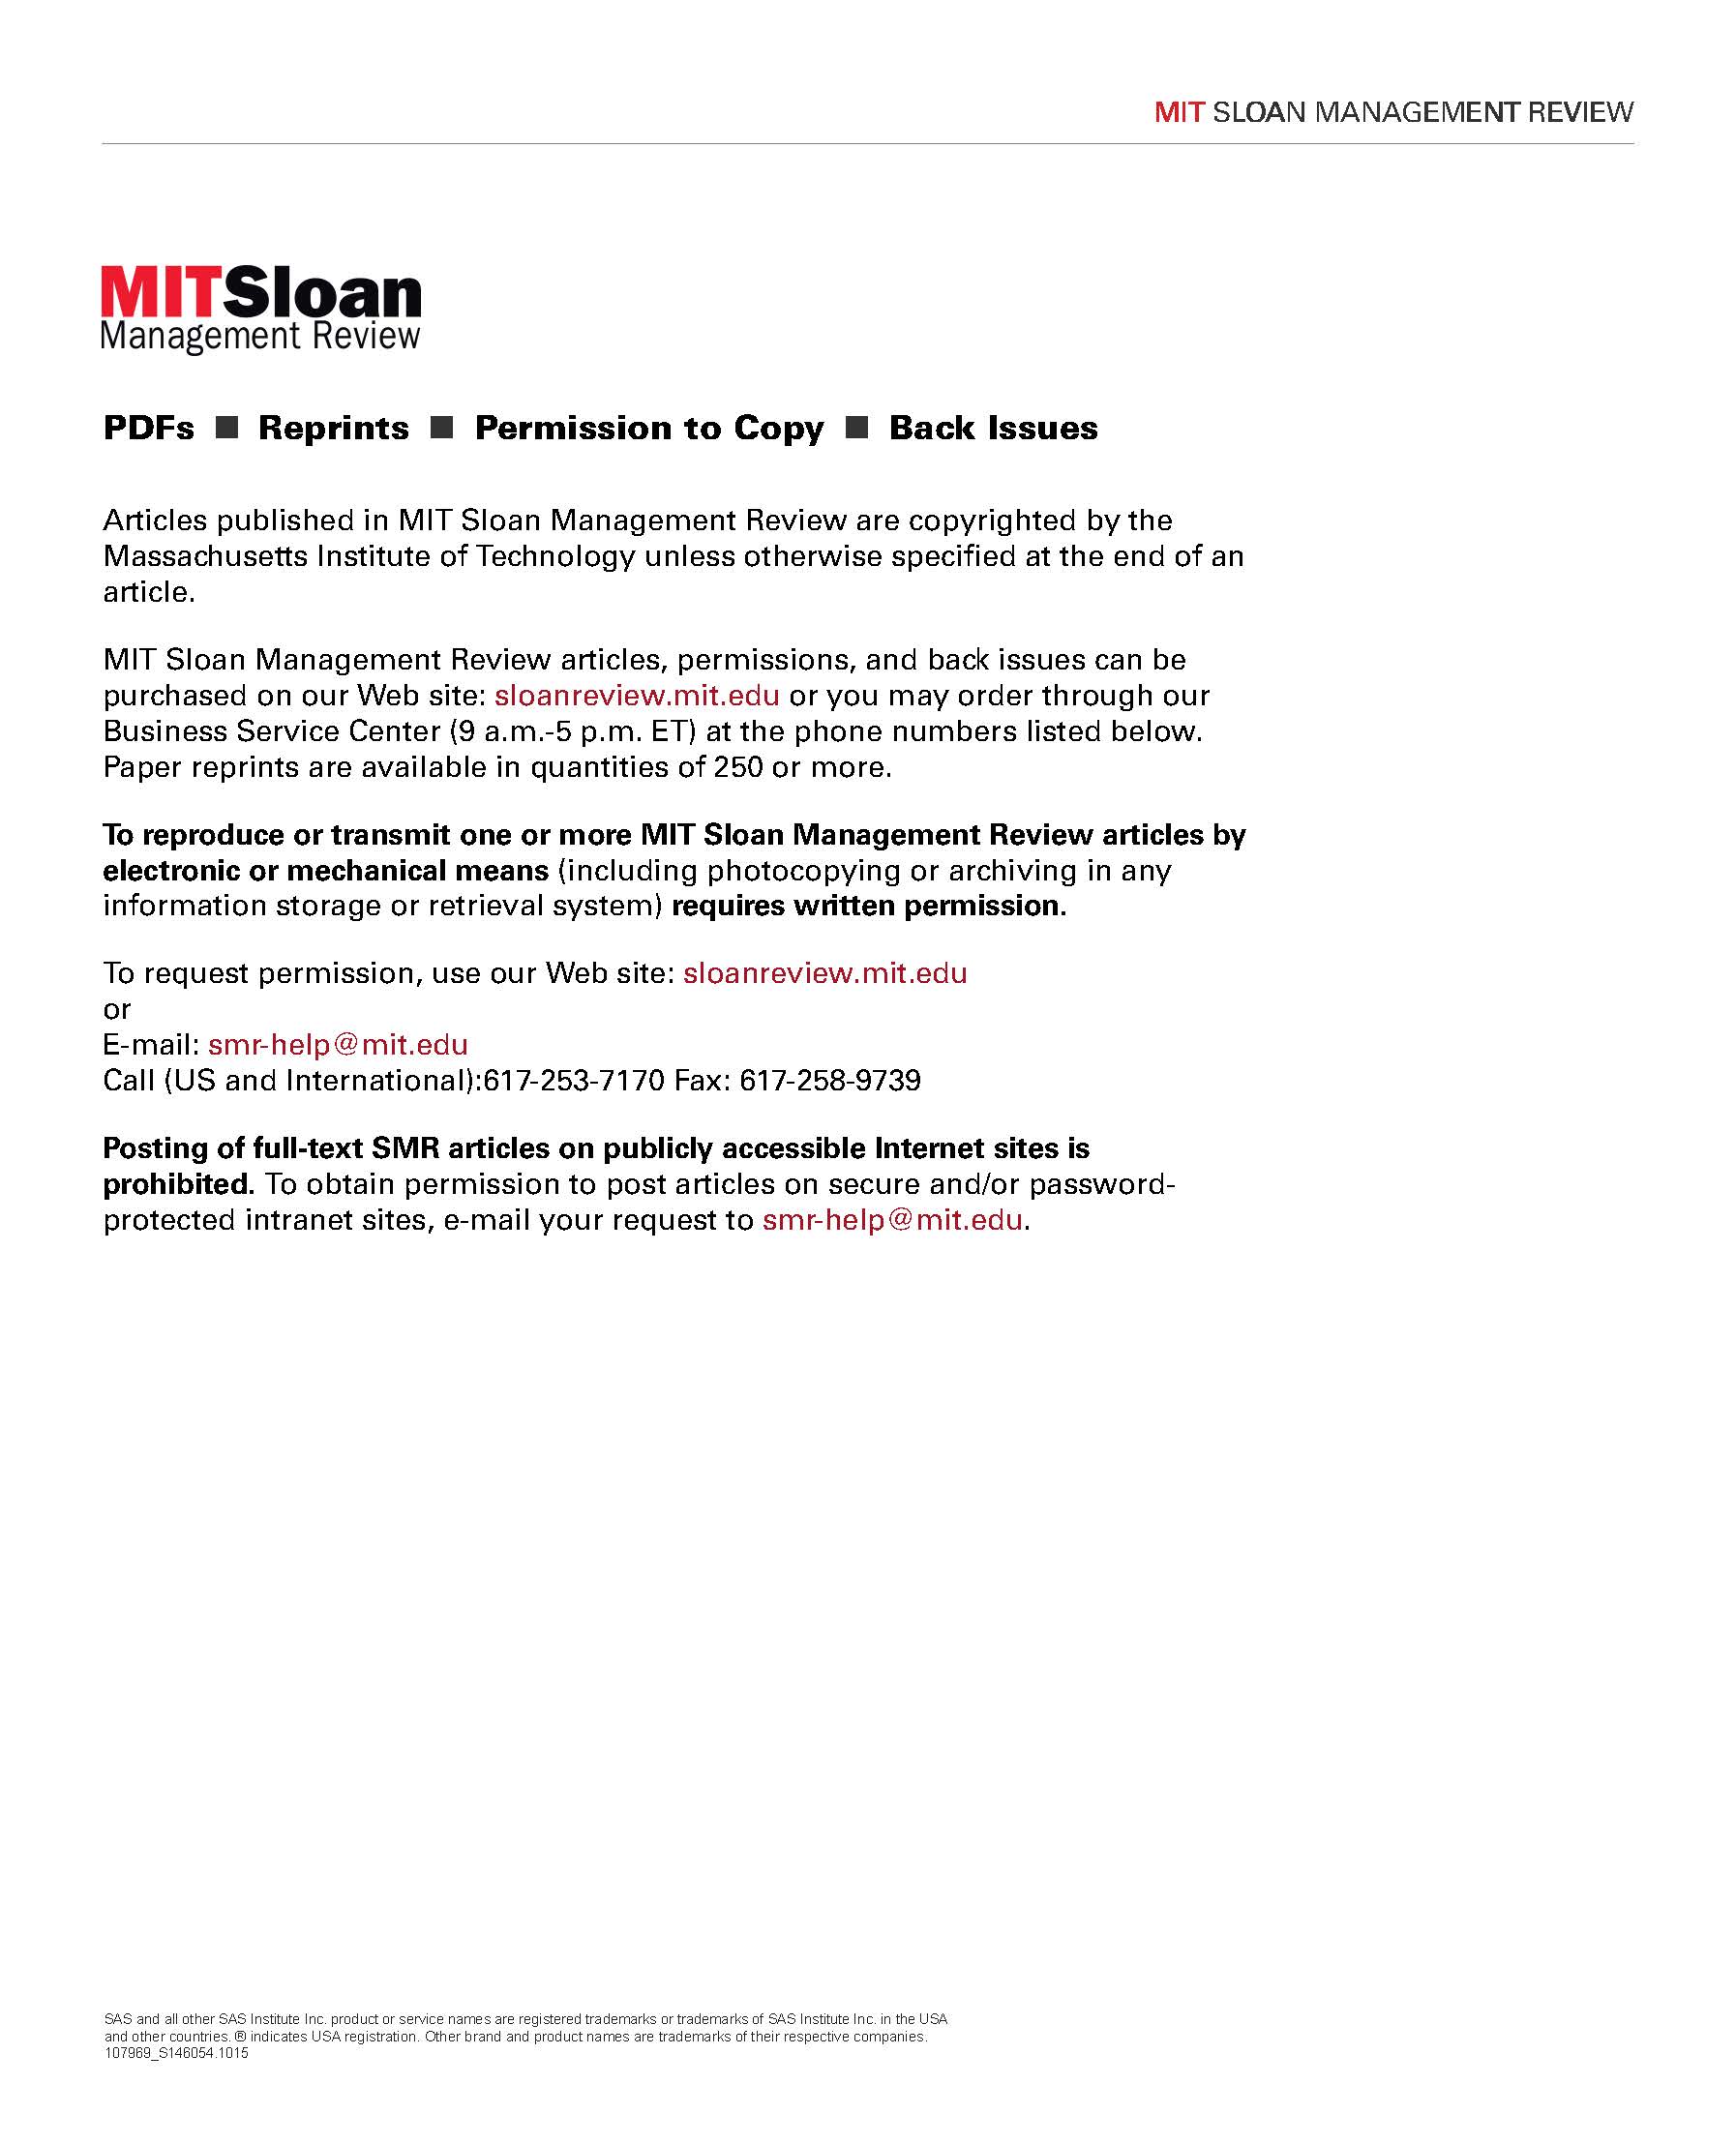 MIT SLOAN MANAGEMENT REVIEW
MITSloan
Management Review
PDFs ■ Reprints ■ Permission to Copy ■ Back Issues
Articles published in MIT Sloan Management Review are copyrighted by the
Massachusetts Institute of Technology unless otherwise specified at the end of an
article.
MIT Sloan Management Review articles, permissions, and back issues can be
purchased on our Web site: sloanreview.mit.edu or you may order through our
Business Service Center (9 a.m.-5 p.m. ET) at the phone numbers listed below.
Paper reprints are available in quantities of 250 or more.
To reproduce or transmit one or more MIT Sloan Management Review articles by
electronic or mechanical means (including photocopying or archiving in any
information storage or retrieval system) requires written permission.
To request permission, use our Web site: sloanreview.mit.edu
or
E-mail: smr-help@mit.edu
Call (US and International):617-253-7170 Fax: 617-258-9739
Posting of full-text SMR articles on publicly accessible Internet sites is
prohibited. To obtain permission to post articles on secure and/or password-
protected intranet sites, e-mail your request to smr-help@mit.edu.
SAS and all other SAS Institute Inc. product or service names are registered trademarks or trademarks of SAS Institute Inc. in the USA
and other countries. ® indicates USA registration. Other brand and product names are trademarks of their respective companies.
107969_S146054.1015